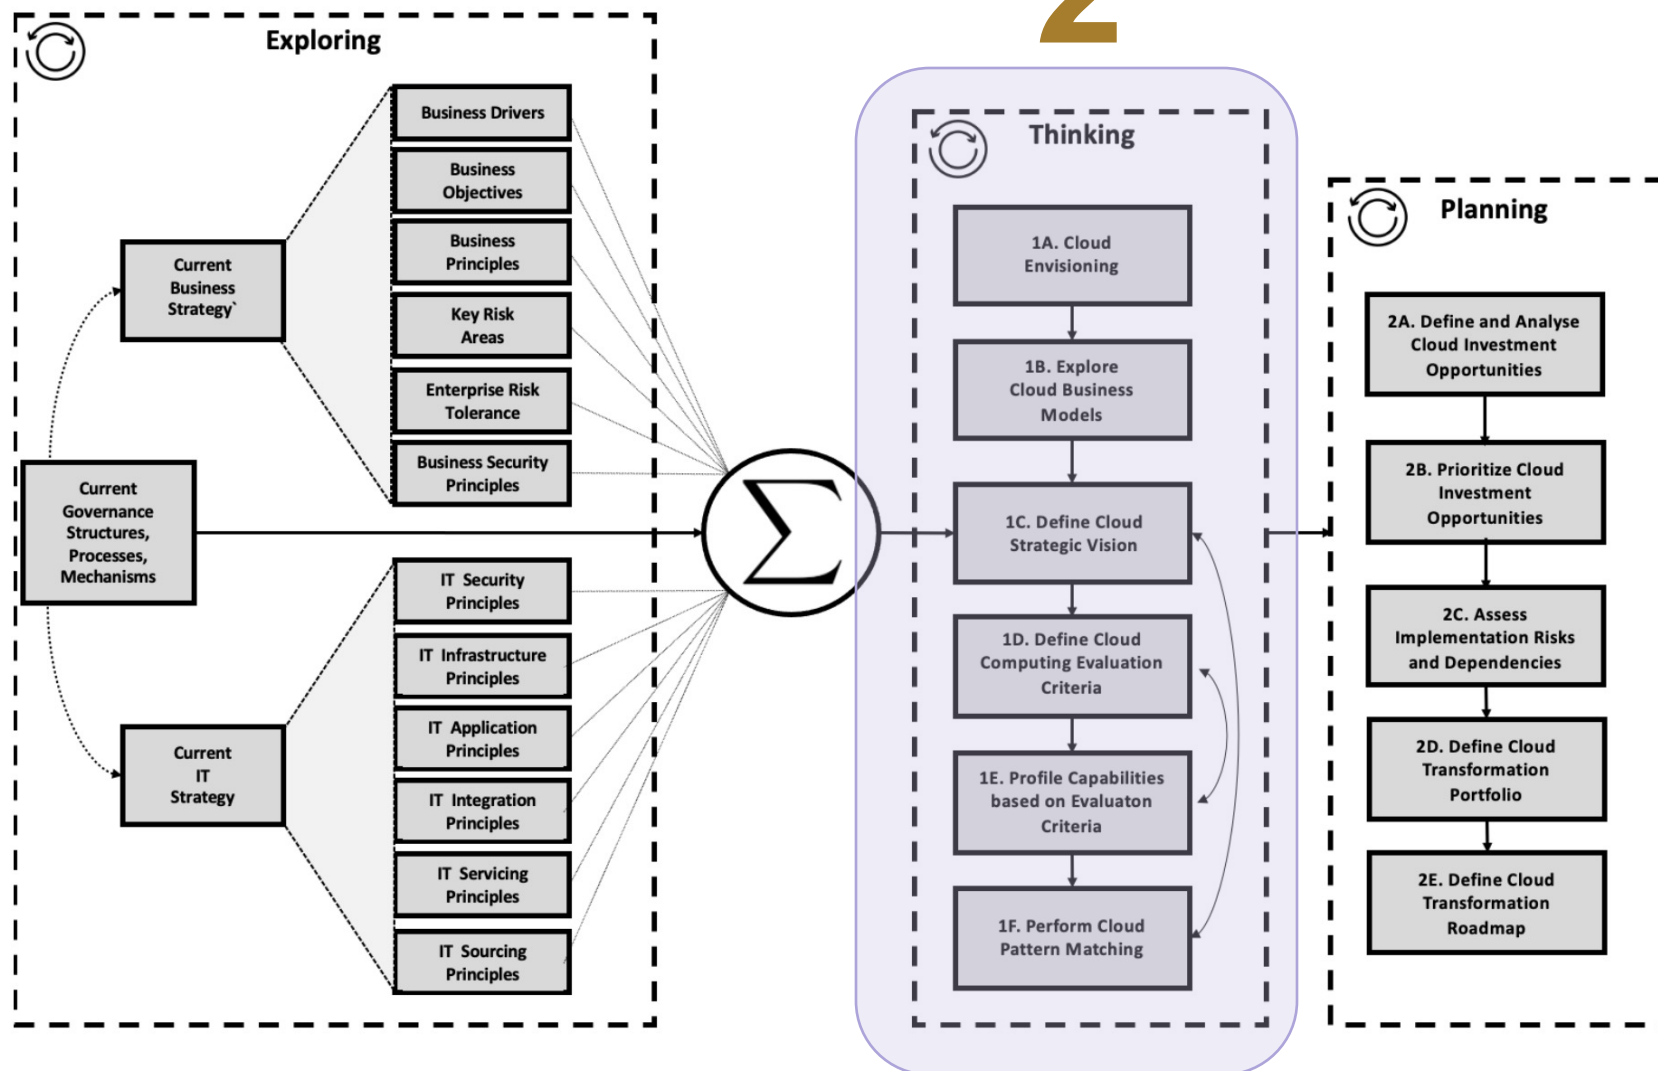 2
Exploring
Business Drivers
Business
Objectives
Business
Principles
Key Risk
Areas
Enterprise Risk
Tolerance
Business Security
Principles
Current
Business
Strategy`
Current
Governance
Structures,
Processes,
Mechanisms
Current
IT
Strategy
IT Security
Principles
IT Infrastructure
Principles
IT Application
Principles
IT Integration
Principles
IT Servicing
Principles
IT Sourcing
Principles
Σ
Thinking
1A. Cloud
Envisioning
1B. Explore
Cloud Business
Models
1C. Define Cloud
Strategic Vision
1D. Define Cloud
Computing Evaluation
Criteria
1E. Profile Capabilities
based on Evaluaton
Criteria
1F. Perform Cloud
Pattern Matching
Planning
2A. Define and Analyse
Cloud Investment
Opportunities
2B. Prioritize Cloud
Investment
Opportunities
2C. Assess
Implementation Risks
and Dependencies
2D. Define Cloud
Transformation
Portfolio
2E. Define Cloud
Transformation
Roadmap